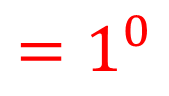 = 1⁰